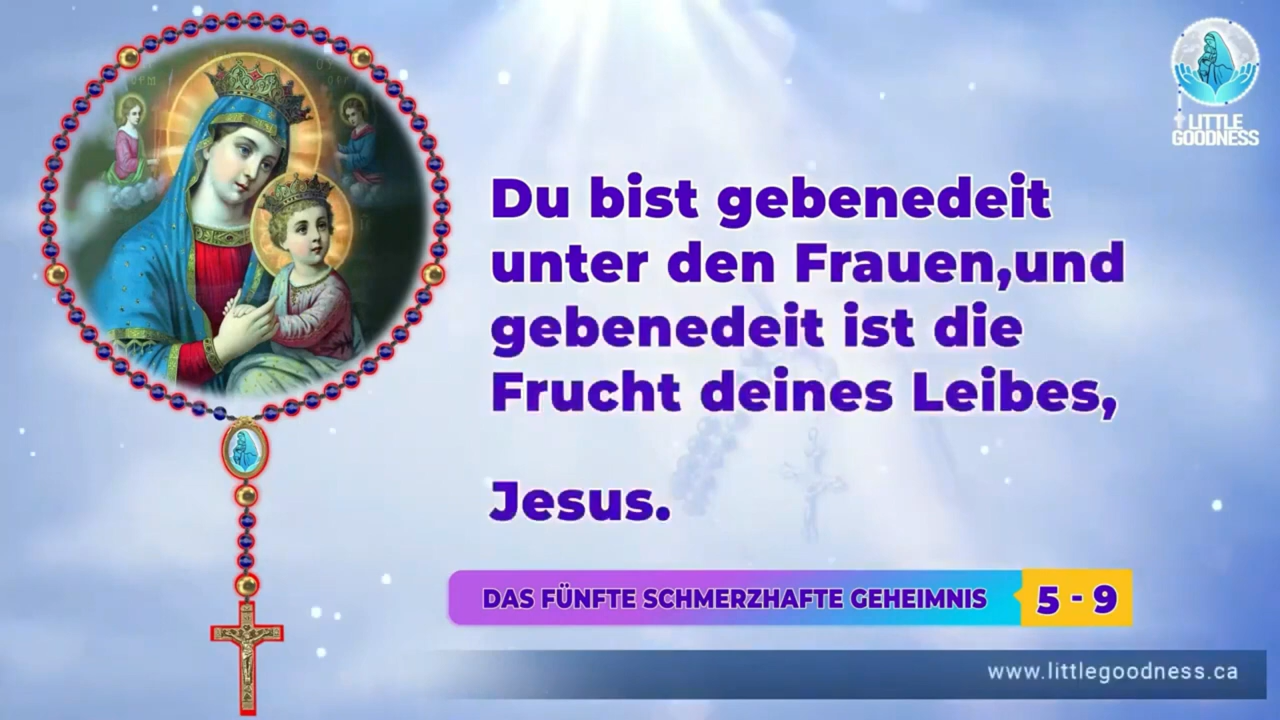 LITTLE
GOODNESS
Du bist gebenedeit
unter den Frauen,und
gebenedeit ist die
Frucht deines Leibes,
Jesus.
DAS FÜNFTE SCHMERZHAFTE GEHEIMNIS 5 - 9
www.littlegoodness.ca